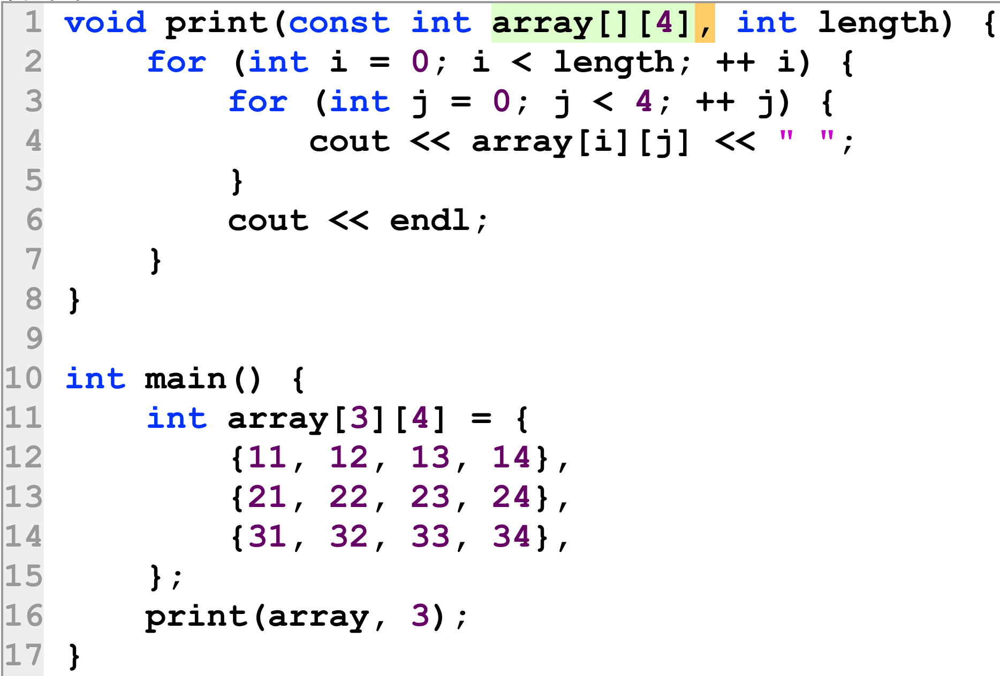 1 void print(const int array[][4], int length) {
2     for (int i = 0; i < length; ++ i) {
3         for (int j = 0; j < 4; ++ j) {
4             cout << array[i][j] << " ";
5         }
6         cout << endl;
7     }
8 }
9
10 int main() {
11     int array[3][4] = {
12         {11, 12, 13, 14},
13         {21, 22, 23, 24},
14         {31, 32, 33, 34},
15     };
16     print(array, 3);
17 }